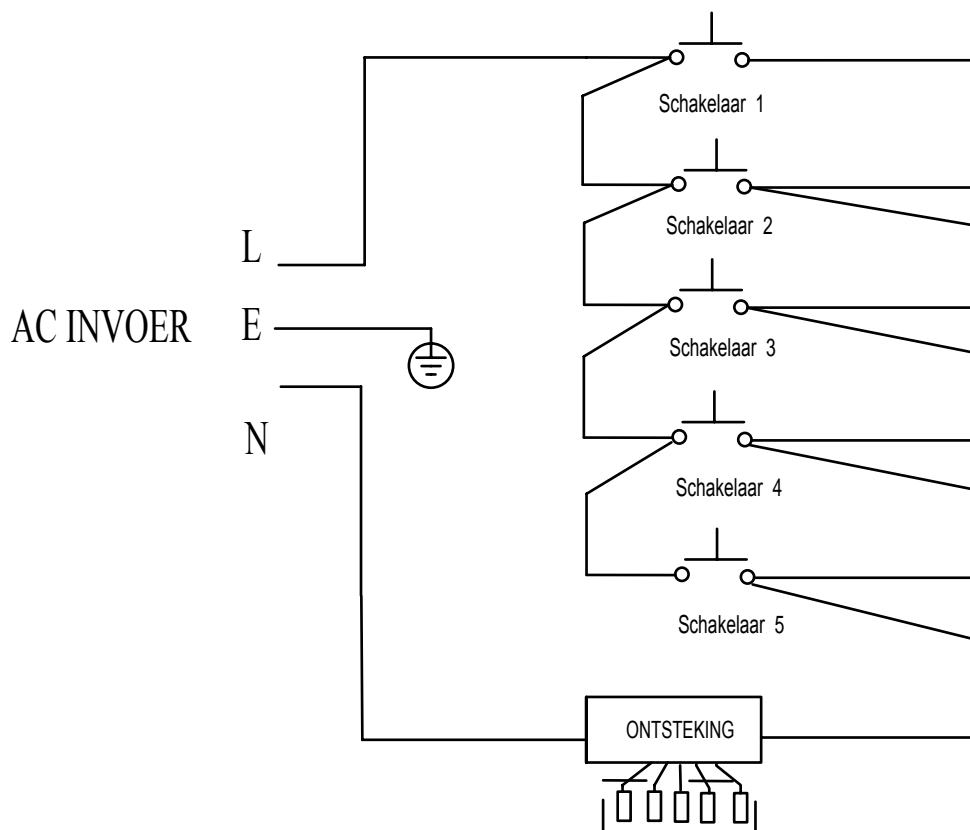 Schakelaar 1
Schakelaar 2
L
AC INVOER
E
Schakelaar 3
N
Schakelaar 4
Schakelaar 5
ONTSTEKING